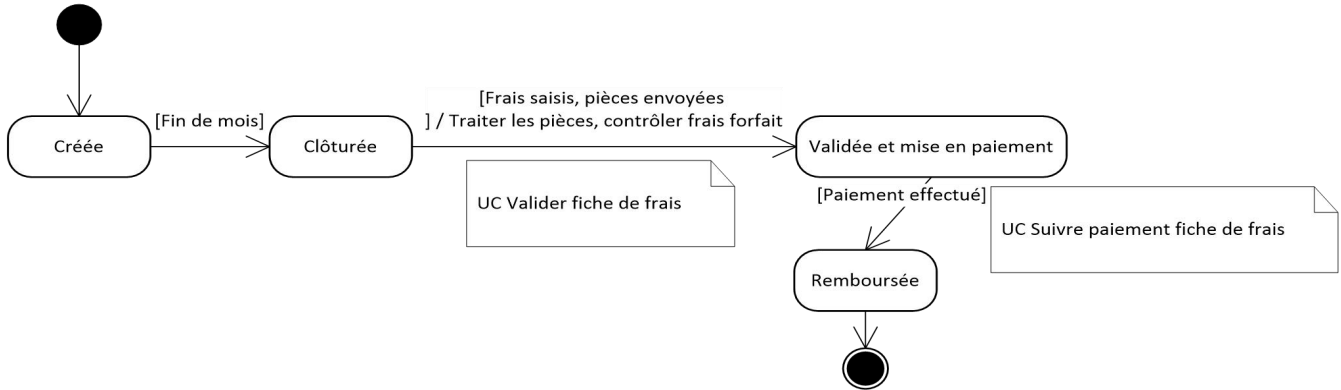 [Frais saisis, pièces envoyées
[Fin de mois]
] / Traiter les pièces, contrôler frais forfait
Créée
Clôturée
Validée et mise en paiement
UC Valider fiche de frais
[Paiement effectué]
UC Suivre paiement fiche de frais
Remboursée